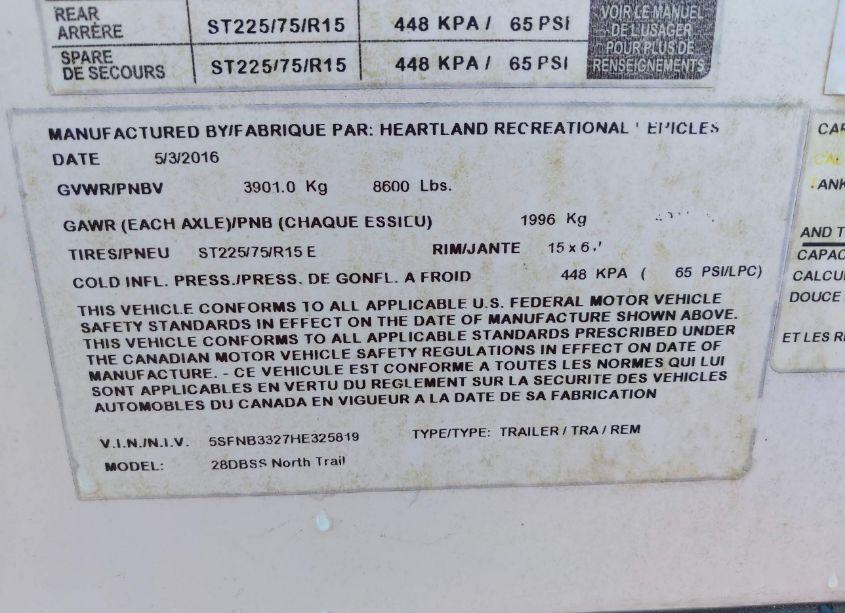 REAR
ARRÈRE
ST225/75/R15
448 KPA / 65 PSI
SPARE
DE SECOURS
ST225/75/R15
448 KPA / 65 PSI
VOIR LE MANUEL
DE L'USAGER
POUR PLUS DE
RENSEIGNEMENTS
MANUFACTURED BY/FABRIQUE PAR: HEARTLAND RECREATIONAL
DATE 5/3/2016
GVWR/PNBV 3901.0 Kg 8600 Lbs.
GAWR (EACH AXLE)/PNB (CHAQUE ESSIEU) 1996 Kg
TIRES/PNEU ST225/75/R15 E RIM/JANTE 15 x 6
COLD INFL. PRESS./PRESS. DE GONFL. A FROID 448 KPA ( 65 PSI/LPC)
THIS VEHICLE CONFORMS TO ALL APPLICABLE U.S. FEDERAL MOTOR VEHICLE
SAFETY STANDARDS IN EFFECT ON THE DATE OF MANUFACTURE SHOWN ABOVE.
THIS VEHICLE CONFORMS TO ALL APPLICABLE STANDARDS PRESCRIBED UNDER
THE CANADIAN MOTOR VEHICLE SAFETY REGULATIONS IN EFFECT ON DATE OF
MANUFACTURE. - CE VEHICULE EST CONFORME A TOUTES LES NORMES QUI LUI
SONT APPLICABLES EN VERTU DU REGLEMENT SUR LA SECURITE DES VEHICLES
AUTOMOBLES DU CANADA EN VIGUEUR A LA DATE DE SA FABRICATION
V.I.N./N.I.V. 5SFNB3327HE325819 TYPE/TYPE: TRAILER / TRA / REM
MODEL: 28DBSS North Trail
AND T
CAPAC
CALCU
DOUCE
ET LES R